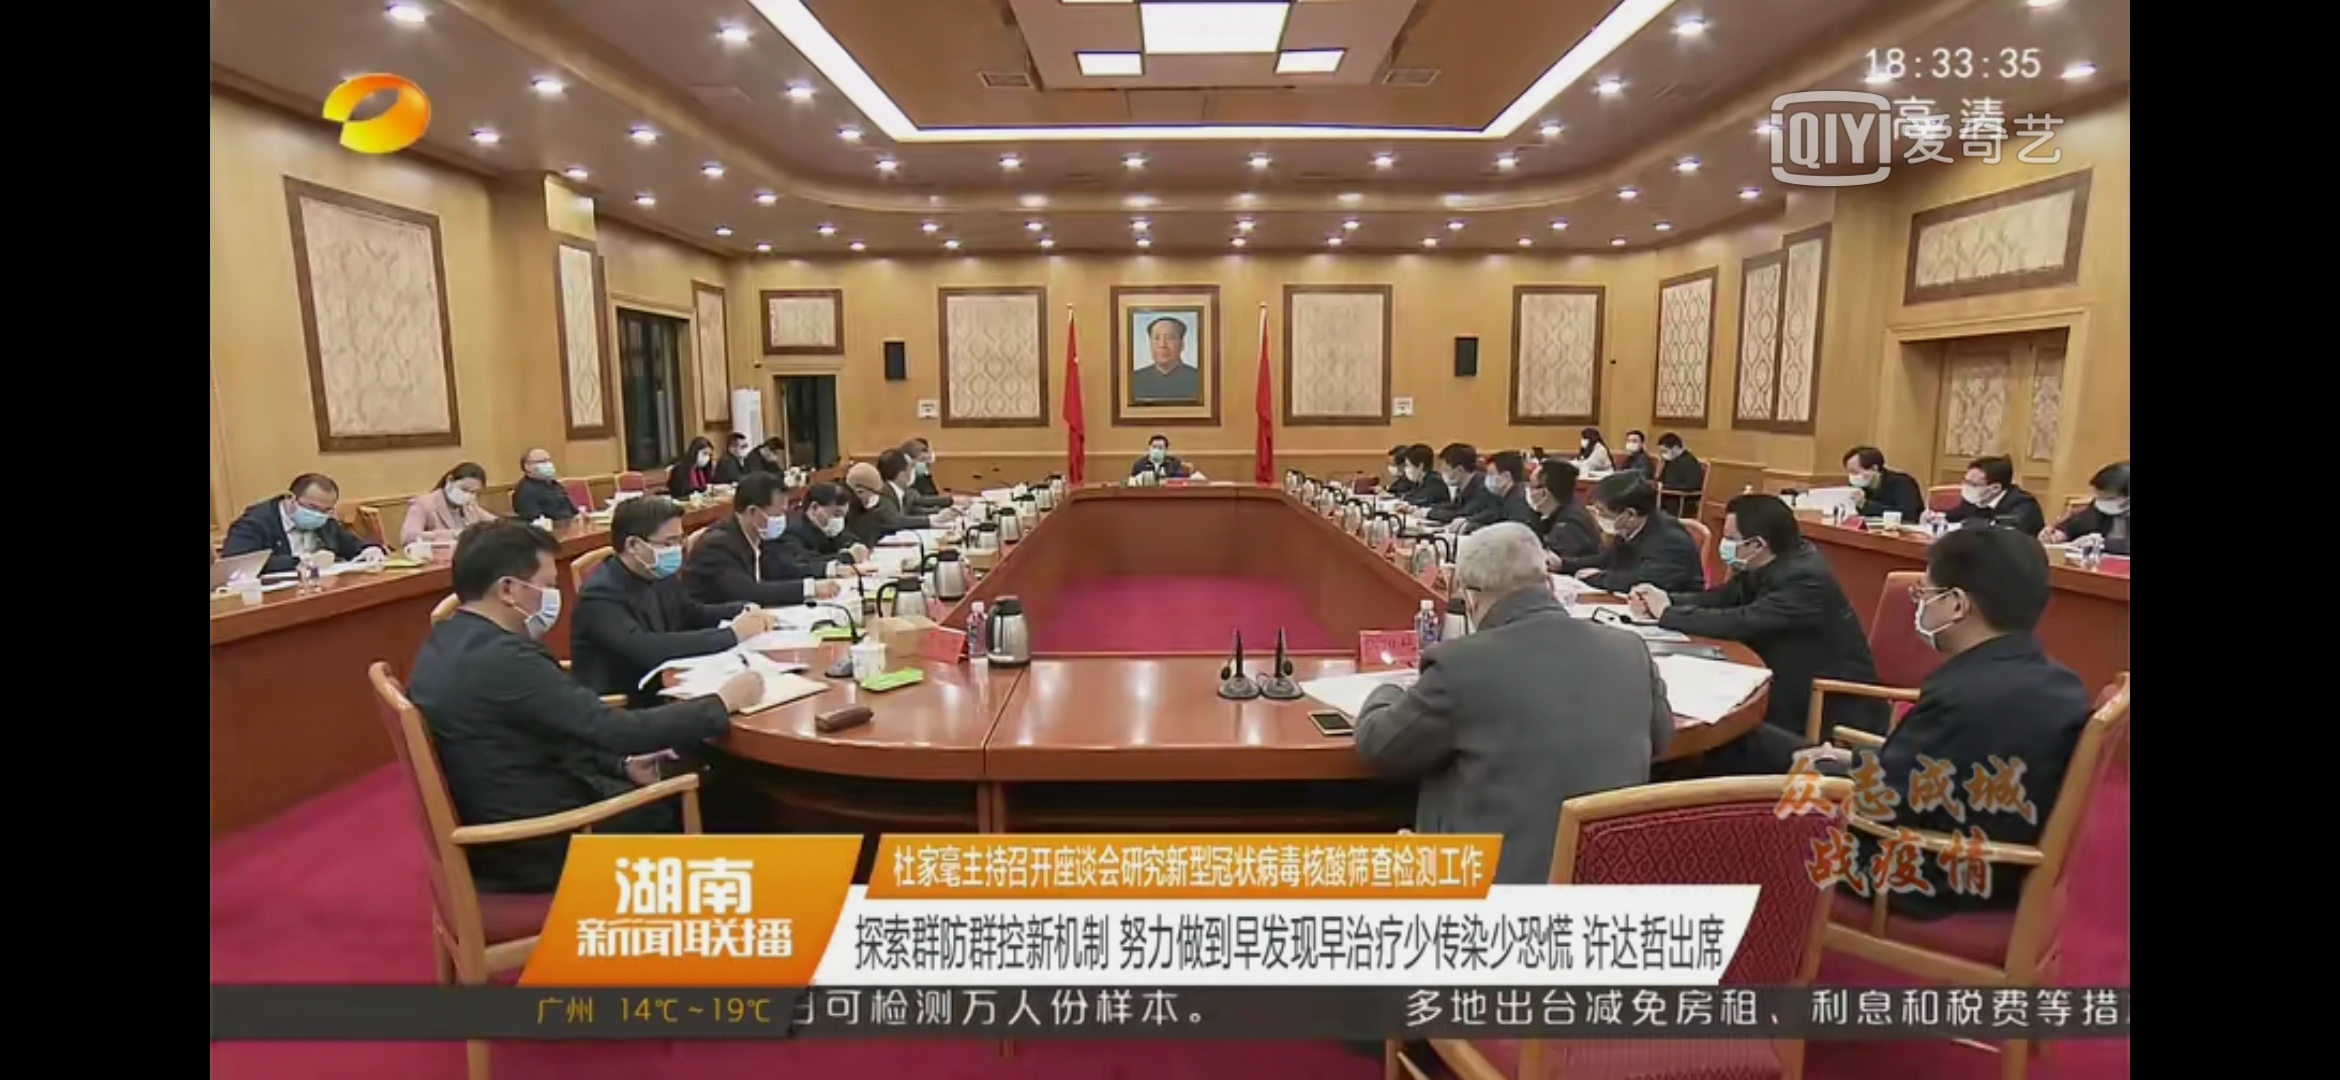 18:33:35
高清
iQIYI 爱奇艺
众志成城
战疫情
湖南
新闻联播
杜家毫主持召开座谈会研究新型冠状病毒核酸筛查检测工作
探索群防群控新机制 努力做到早发现早治疗少传染少恐慌 许达哲出席
广州 14℃~19℃
日可检测万人份样本。 多地出台减免房租、利息和税费等措